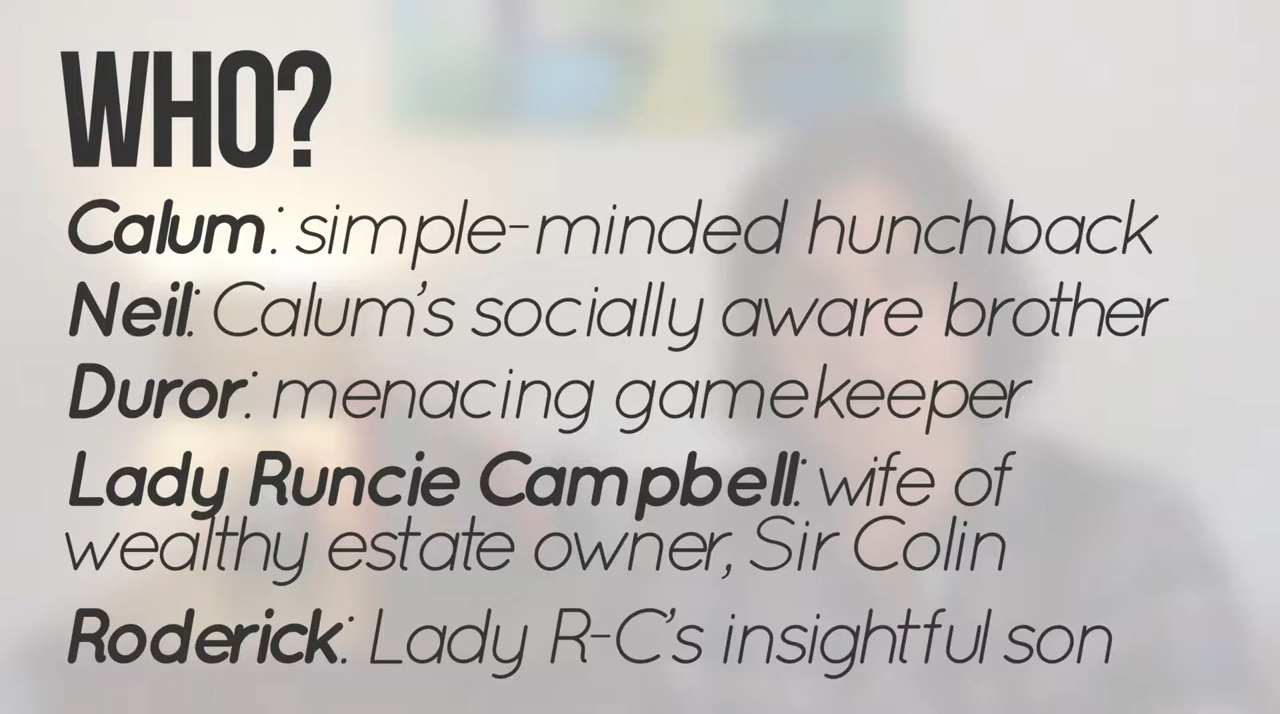 WHO?
Calum: simple-minded hunchback
Neil: Calum's socially aware brother
Duror: menacing gamekeeper
Lady Runcie Campbell: wife of
wealthy estate owner, Sir Colin
Roderick: Lady R-C's insightful son